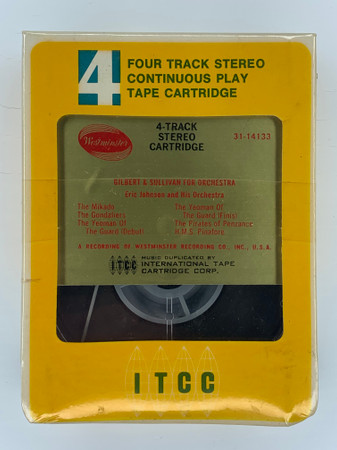 4
FOUR TRACK STEREO
CONTINUOUS PLAY
TAPE CARTRIDGE
Westminster
4-TRACK
STEREO
CARTRIDGE
31-14133
GILBERT & SULLIVAN FOR ORCHESTRA
Eric Johnson and His Orchestra
The Mikado
The Gondoliers
The Yeoman Of
The Guard (Debut)
The Yeoman Of
The Guard (Finis)
The Pirates of Penzance
H.M.S. Pinafore
A RECORDING OF WESTMINSTER RECORDING CO., INC., U.S.A.
ITCC
MUSIC DUPLICATED BY
INTERNATIONAL TAPE
CARTRIDGE CORP.
ITCC